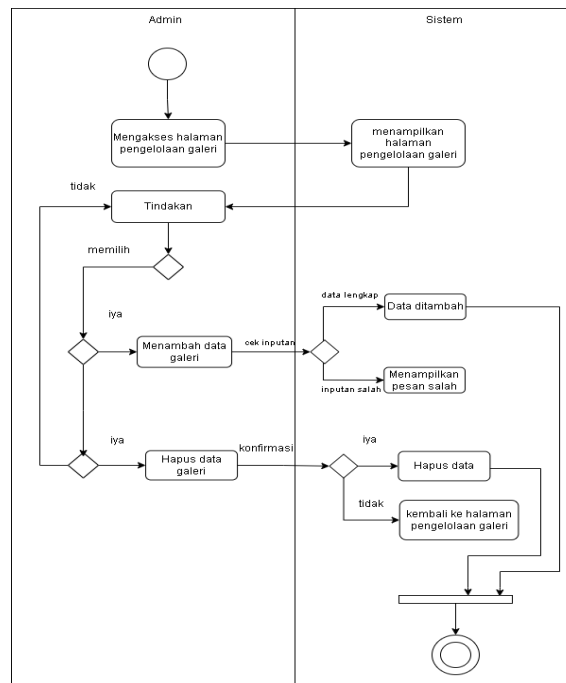 Admin
Sistem
Mengakses halaman
pengelolaan galeri
menampilkan
halaman
pengelolaan galeri
tidak
Tindakan
memilih
iya
Menambah data
galeri
cek inputan
data lengkap
Data ditambah
inputan salah
Menampilkan
pesan salah
iya
Hapus data
galeri
konfirmasi
iya
Hapus data
tidak
kembali ke halaman
pengelolaan galeri